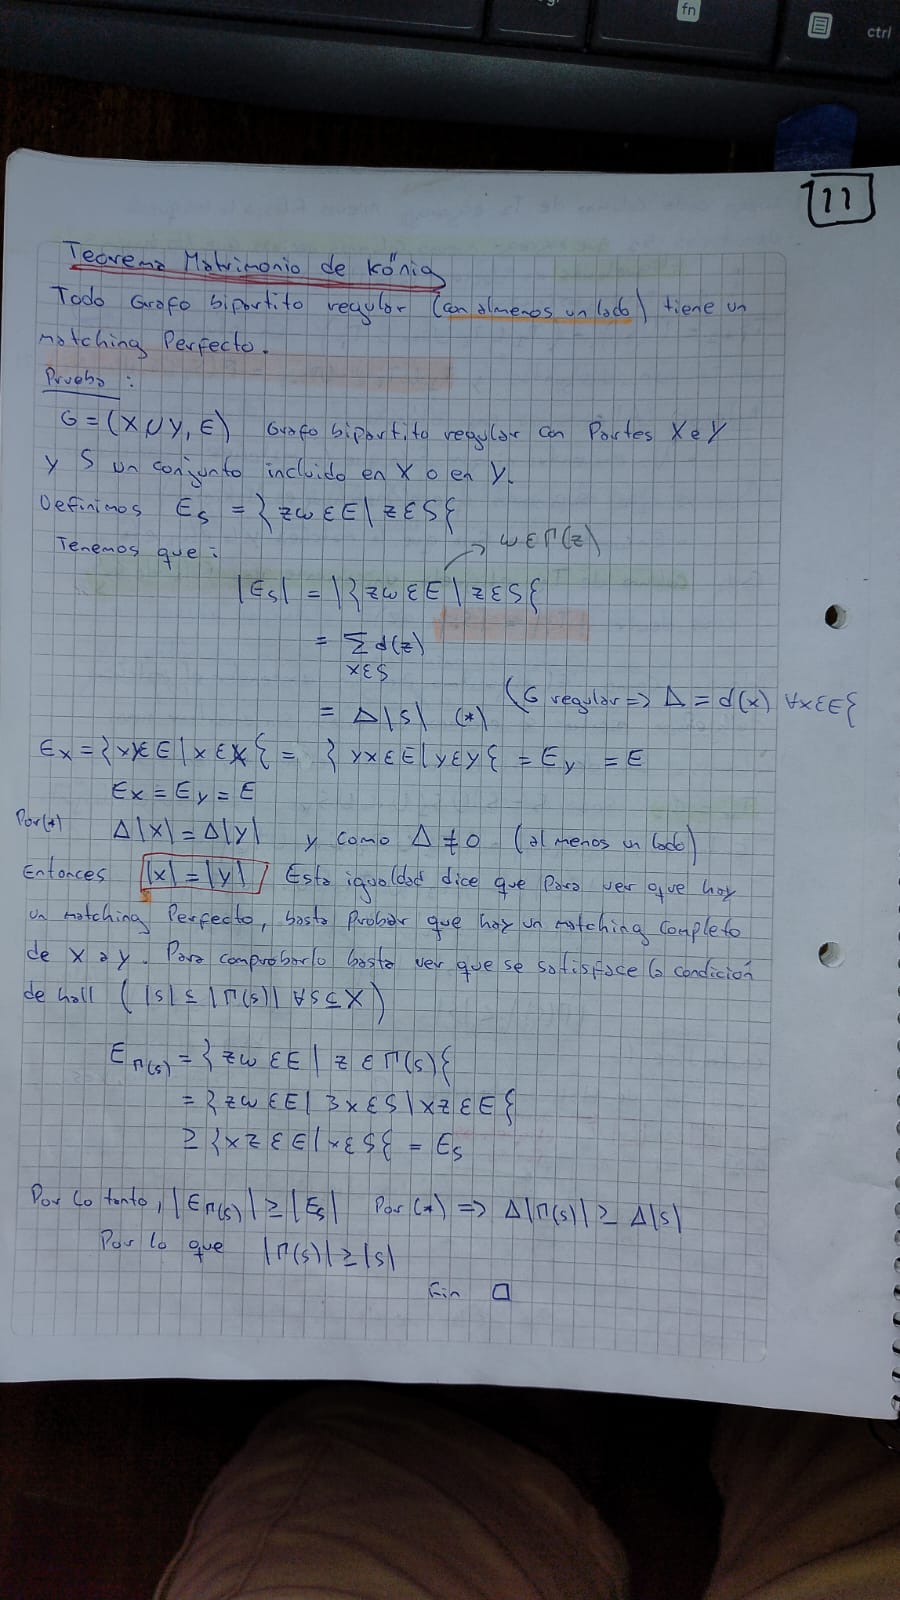 fn
ctrl
11
Teorema Matrimonio de König
Todo Grafo bipartito regular (con almenos un lado) tiene un
matching Perfecto.
Prueba:
G = (X ∪ Y, E) Grafo bipartito regular con Partes X e Y
y S un conjunto incluido en X o en Y.
Definimos E_S = {zw ∈ E | z ∈ S}
w ∈ Γ(z)
Tenemos que:
|E_S| = |{zw ∈ E | z ∈ S}
= Σ d(z)
x ∈ S
= Δ|S| (*) (G regular => Δ = d(x) ∀x ∈ E}
E_X = {xy ∈ E | x ∈ X} = {yx ∈ E | y ∈ Y} = E_Y = E
E_X = E_Y = E
Por(*) Δ|X| = Δ|Y| y como Δ ≠ 0 (al menos un lado)
Entonces |X| = |Y| Esta igualdad dice que para ver que hay
un matching Perfecto, basta probar que hay un matching completo
de X a Y. Para comprobarlo basta ver que se satisface la condición
de hall (|S| ≤ |Γ(S)| ∀S ⊆ X)
E_Γ(S) = {zw ∈ E | z ∈ Γ(S)}
= {zw ∈ E | ∃ x ∈ S | xz ∈ E}
≥ {xz ∈ E | x ∈ S} = E_S
Por lo tanto, |E_Γ(S)| ≥ |E_S| Por (*) => Δ|Γ(S)| ≥ Δ|S|
Por lo que |Γ(S)| ≥ |S|
Fin □